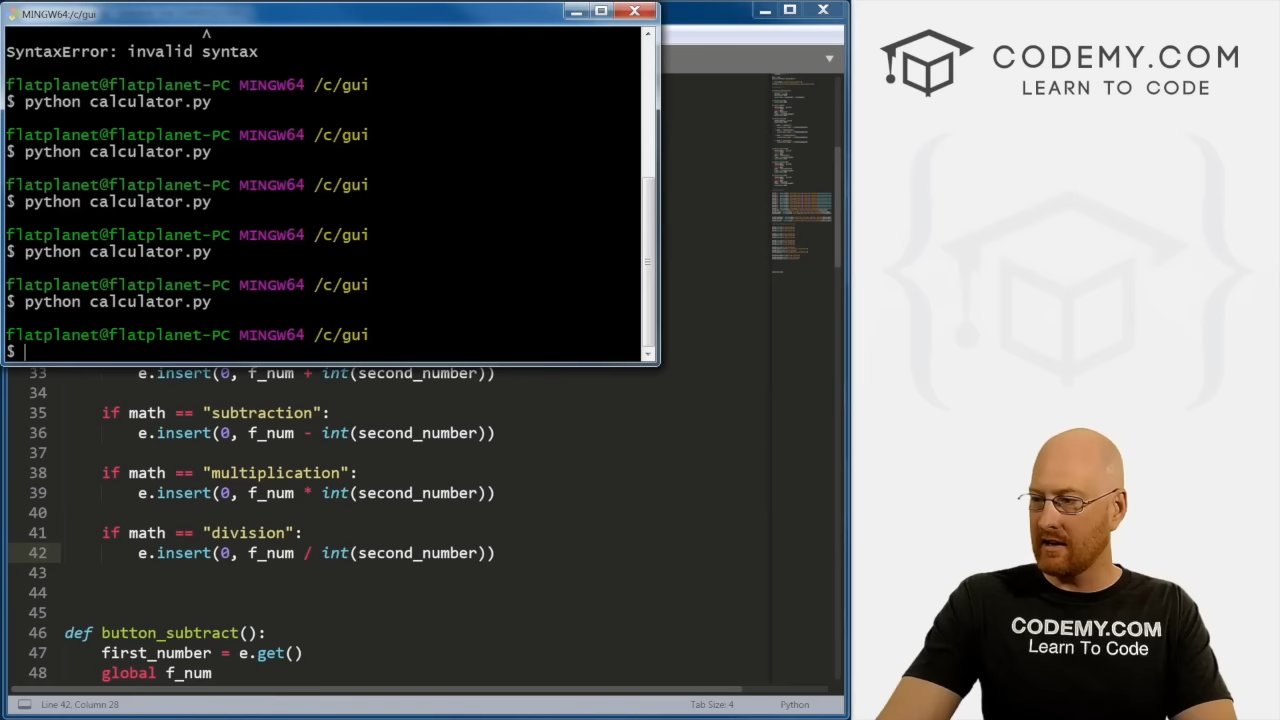 MINGW64:/c/gui
^
SyntaxError: invalid syntax
flatplanet@flatplanet-PC MINGW64 /c/gui
$ python calculator.py
flatplanet@flatplanet-PC MINGW64 /c/gui
$ python calculator.py
flatplanet@flatplanet-PC MINGW64 /c/gui
$ python calculator.py
flatplanet@flatplanet-PC MINGW64 /c/gui
$ python calculator.py
flatplanet@flatplanet-PC MINGW64 /c/gui
$ python calculator.py
flatplanet@flatplanet-PC MINGW64 /c/gui
$
33 e.insert(0, f_num + int(second_number))
34
35 if math == "subtraction":
36 e.insert(0, f_num - int(second_number))
37
38 if math == "multiplication":
39 e.insert(0, f_num * int(second_number))
40
41 if math == "division":
42 e.insert(0, f_num / int(second_number))
43
44
45
46 def button_subtract():
47 first_number = e.get()
48 global f_num
Line 42, Column 28
Tab Size: 4
Python
CODEMY.COM
LEARN TO CODE
CODEMY.COM
Learn To Code